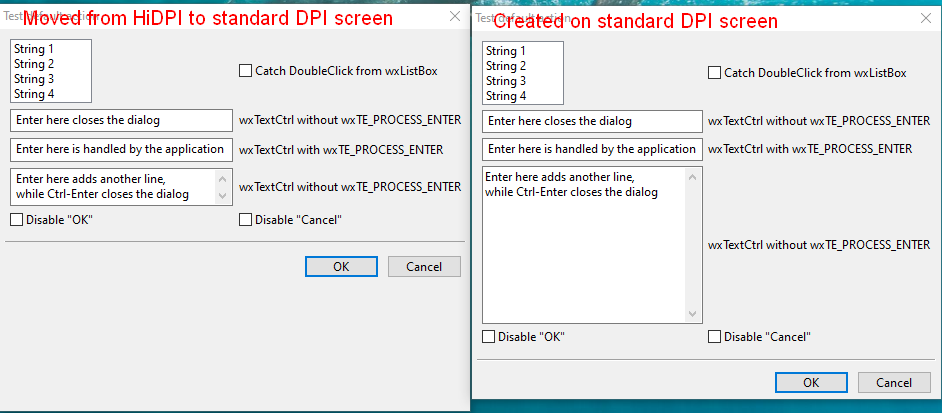 Moved from HiDPI to standard DPI screen
Test default action
String 1
String 2
String 3
String 4
Catch DoubleClick from wxListBox
Enter here closes the dialog
wxTextCtrl without wxTE_PROCESS_ENTER
Enter here is handled by the application
wxTextCtrl with wxTE_PROCESS_ENTER
Enter here adds another line,
while Ctrl-Enter closes the dialog
wxTextCtrl without wxTE_PROCESS_ENTER
Disable "OK"
Disable "Cancel"
OK
Cancel
Created on standard DPI screen
Test default action
String 1
String 2
String 3
String 4
Catch DoubleClick from wxListBox
Enter here closes the dialog
wxTextCtrl without wxTE_PROCESS_ENTER
Enter here is handled by the application
wxTextCtrl with wxTE_PROCESS_ENTER
Enter here adds another line,
while Ctrl-Enter closes the dialog
wxTextCtrl without wxTE_PROCESS_ENTER
Disable "OK"
Disable "Cancel"
OK
Cancel